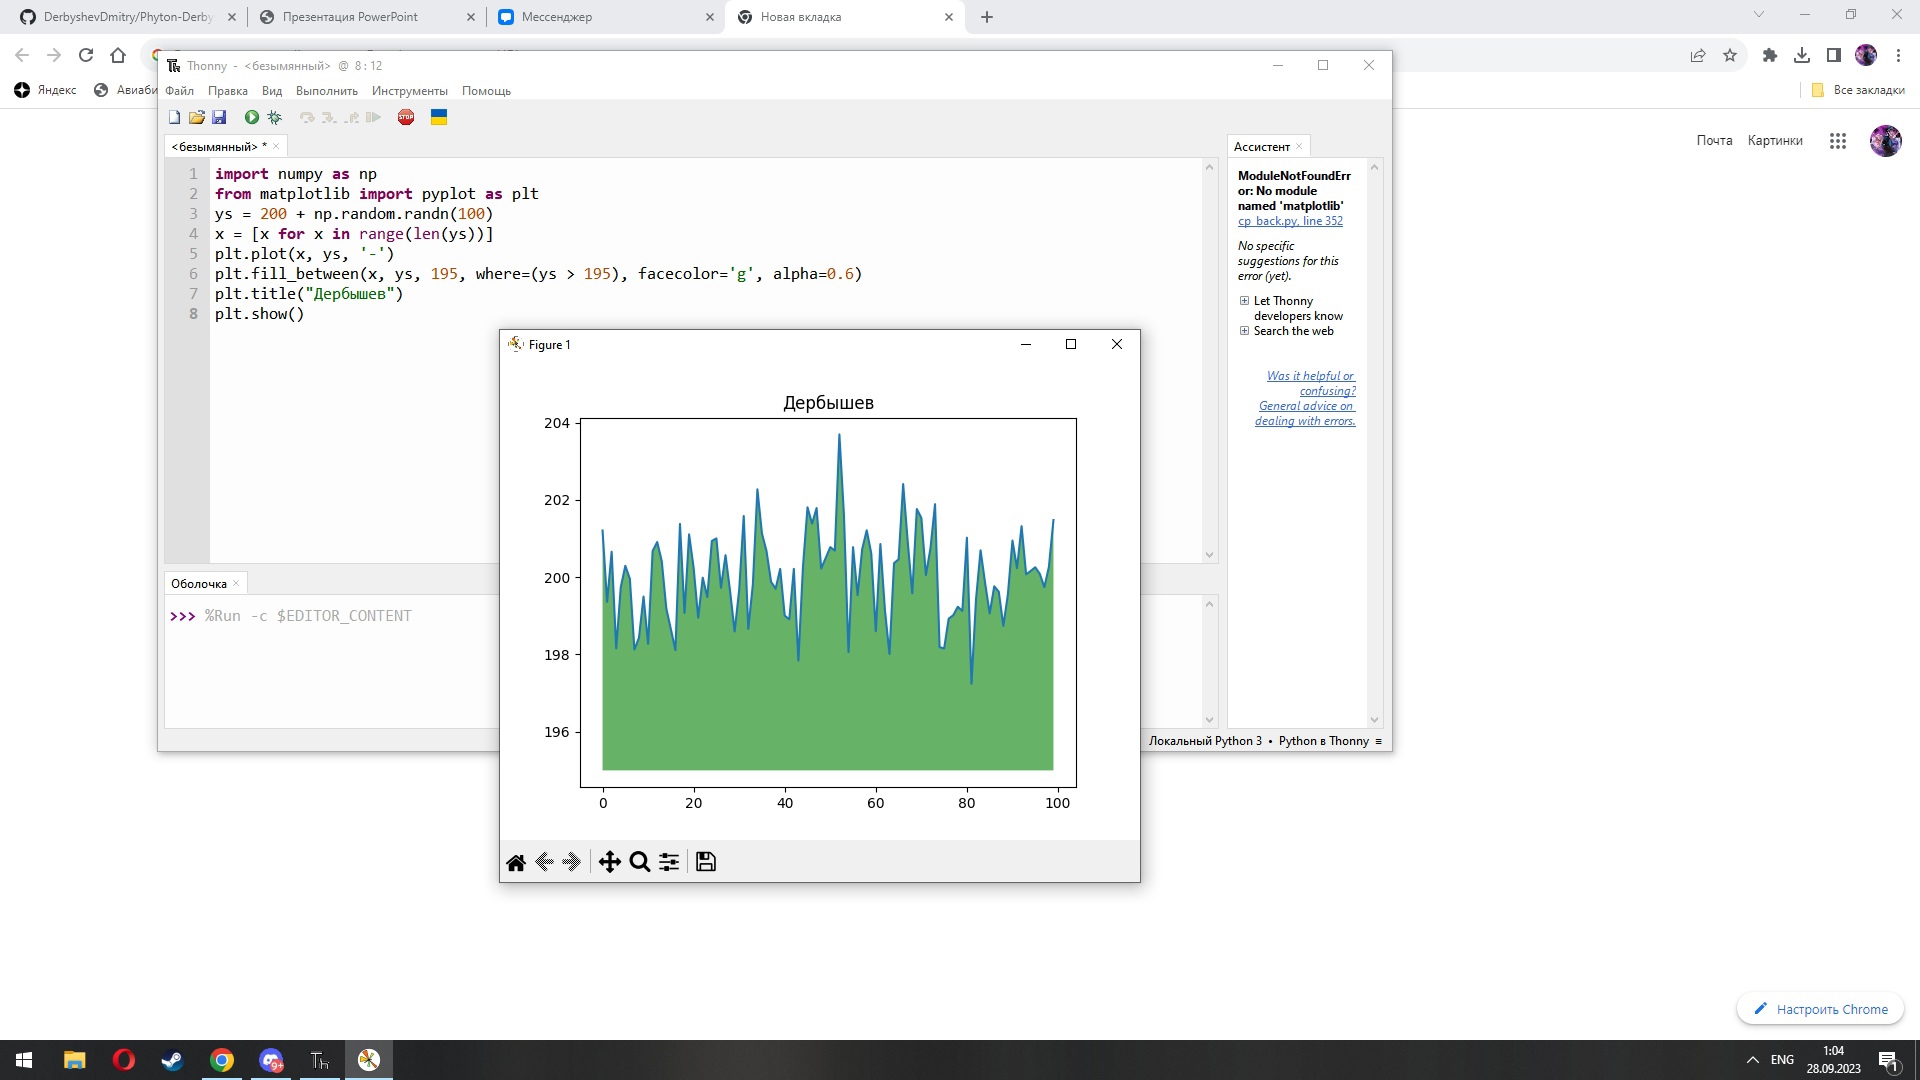 DerbyshevDmitry/Phyton-Derby
Презентация PowerPoint
Мессенджер
Новая вкладка
Яндекс
Авиаби
Все закладки
Почта
Картинки
Thonny - <безымянный> @ 8:12
Файл Правка Вид Выполнить Инструменты Помощь
STOP
<безымянный> *
1 import numpy as np
2 from matplotlib import pyplot as plt
3 ys = 200 + np.random.randn(100)
4 x = [x for x in range(len(ys))]
5 plt.plot(x, ys, '-')
6 plt.fill_between(x, ys, 195, where=(ys > 195), facecolor='g', alpha=0.6)
7 plt.title("Дербышев")
8 plt.show()
Ассистент
ModuleNotFoundErr
or: No module
named 'matplotlib'
cp_back.py, line 352
No specific
suggestions for this
error (yet).
Let Thonny
developers know
Search the web
Was it helpful or
confusing?
General advice on
dealing with errors.
Оболочка
>>> %Run -c $EDITOR_CONTENT
Локальный Python 3 • Python в Thonny ≡
Figure 1
Дербышев
204
202
200
198
196
0 20 40 60 80 100
Настроить Chrome
9+
Th
ENG
1:04
28.09.2023
1